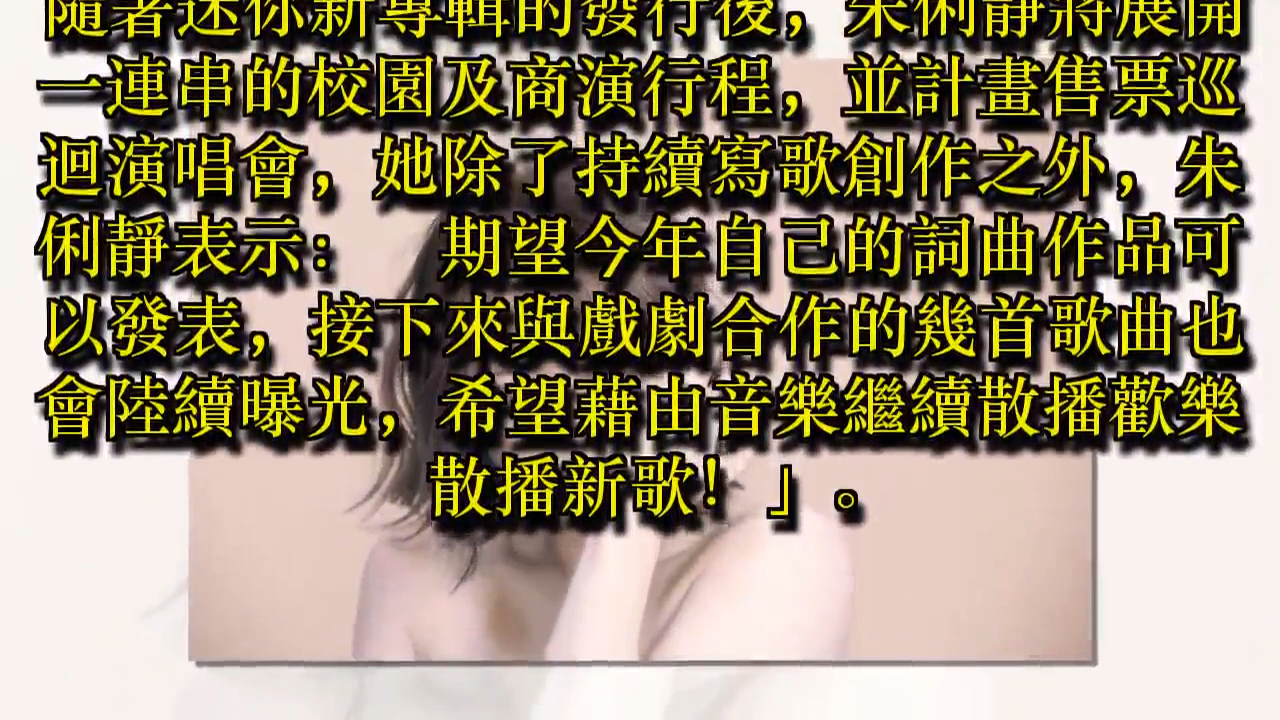 隨著迷你新專輯的發行後，朱俐靜將展開
一連串的校園及商演行程，並計畫售票巡
迴演唱會，她除了持續寫歌創作之外，朱
俐靜表示：　期望今年自己的詞曲作品可
以發表，接下來與戲劇合作的幾首歌曲也
會陸續曝光，希望藉由音樂繼續散播歡樂
散播新歌！」。